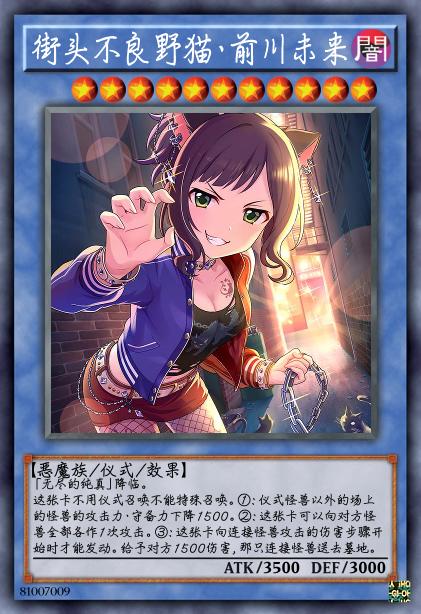 街头不良野猫·前川未来
闇
【恶魔族/仪式/效果】
「无尽的纯真」降临。
这张卡不用仪式召唤不能特殊召唤。①:仪式怪兽以外的场上
的怪兽的攻击力·守备力下降1500。②:这张卡可以向对方怪
兽全部各作1次攻击。③:这张卡向连接怪兽攻击的伤害步骤开
始时才能发动。给予对方1500伤害,那只连接怪兽送去墓地。
ATK/3500 DEF/3000
81007009